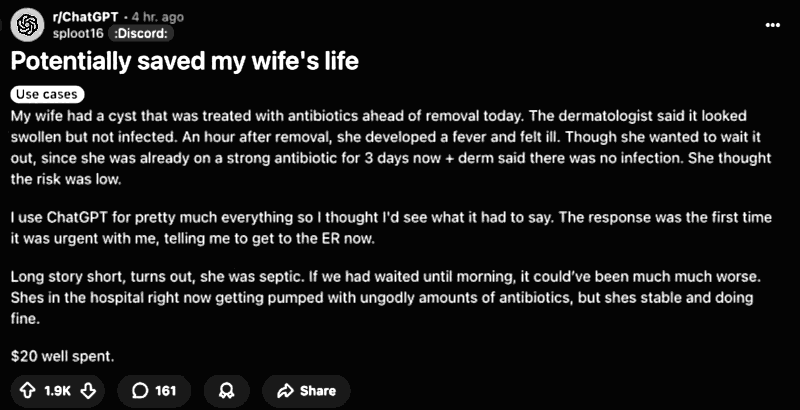 r/ChatGPT • 4 hr. ago
sploot16 :Discord:
Potentially saved my wife's life
Use cases
My wife had a cyst that was treated with antibiotics ahead of removal today. The dermatologist said it looked
swollen but not infected. An hour after removal, she developed a fever and felt ill. Though she wanted to wait it
out, since she was already on a strong antibiotic for 3 days now + derm said there was no infection. She thought
the risk was low.
I use ChatGPT for pretty much everything so I thought I'd see what it had to say. The response was the first time
it was urgent with me, telling me to get to the ER now.
Long story short, turns out, she was septic. If we had waited until morning, it could’ve been much much worse.
Shes in the hospital right now getting pumped with ungodly amounts of antibiotics, but shes stable and doing
fine.
$20 well spent.
1.9K 161 Share